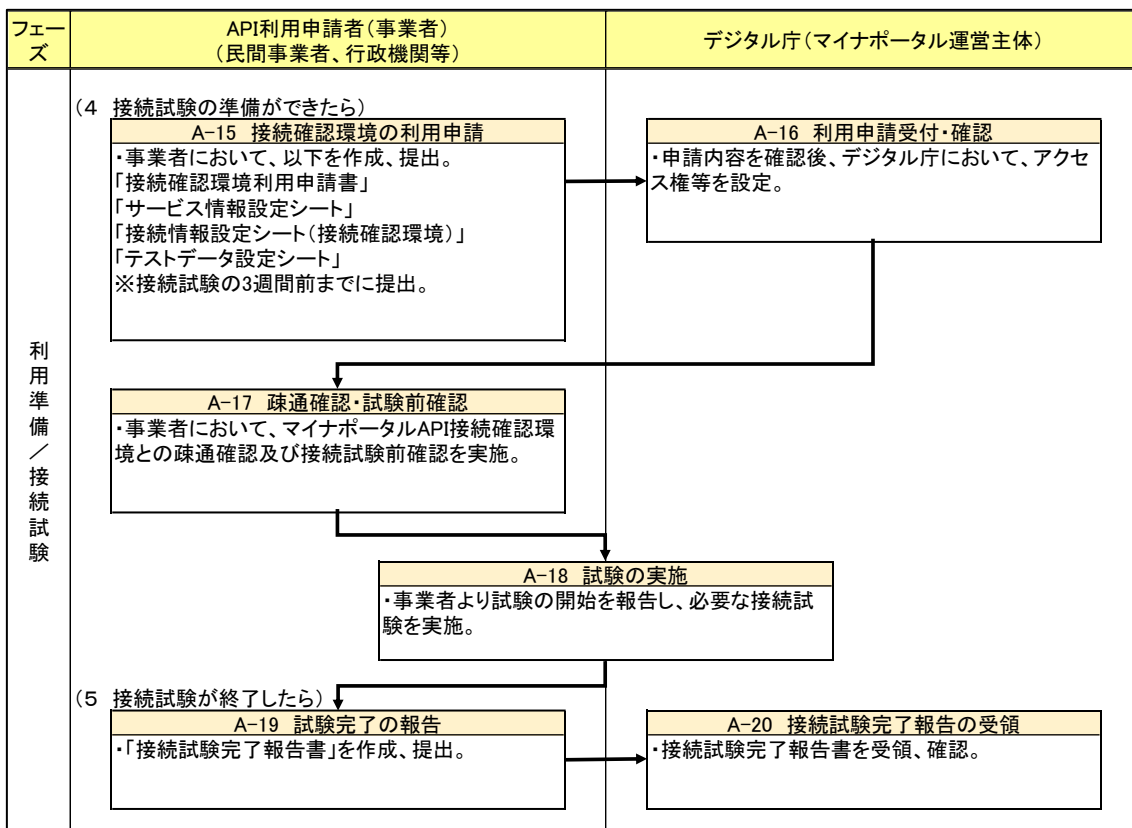 フェーズ
API利用申請者(事業者)
(民間事業者、行政機関等)
デジタル庁(マイナポータル運営主体)
利用準備／接続試験
(4 接続試験の準備ができたら)
A-15 接続確認環境の利用申請
・事業者において、以下を作成、提出。
「接続確認環境利用申請書」
「サービス情報設定シート」
「接続情報設定シート(接続確認環境)」
「テストデータ設定シート」
※接続試験の3週間前までに提出。
A-16 利用申請受付・確認
・申請内容を確認後、デジタル庁において、アクセ
ス権等を設定。
A-17 疎通確認・試験前確認
・事業者において、マイナポータルAPI接続確認環
境との疎通確認及び接続試験前確認を実施。
A-18 試験の実施
・事業者より試験の開始を報告し、必要な接続試
験を実施。
(5 接続試験が終了したら)
A-19 試験完了の報告
・「接続試験完了報告書」を作成、提出。
A-20 接続試験完了報告の受領
・接続試験完了報告書を受領、確認。